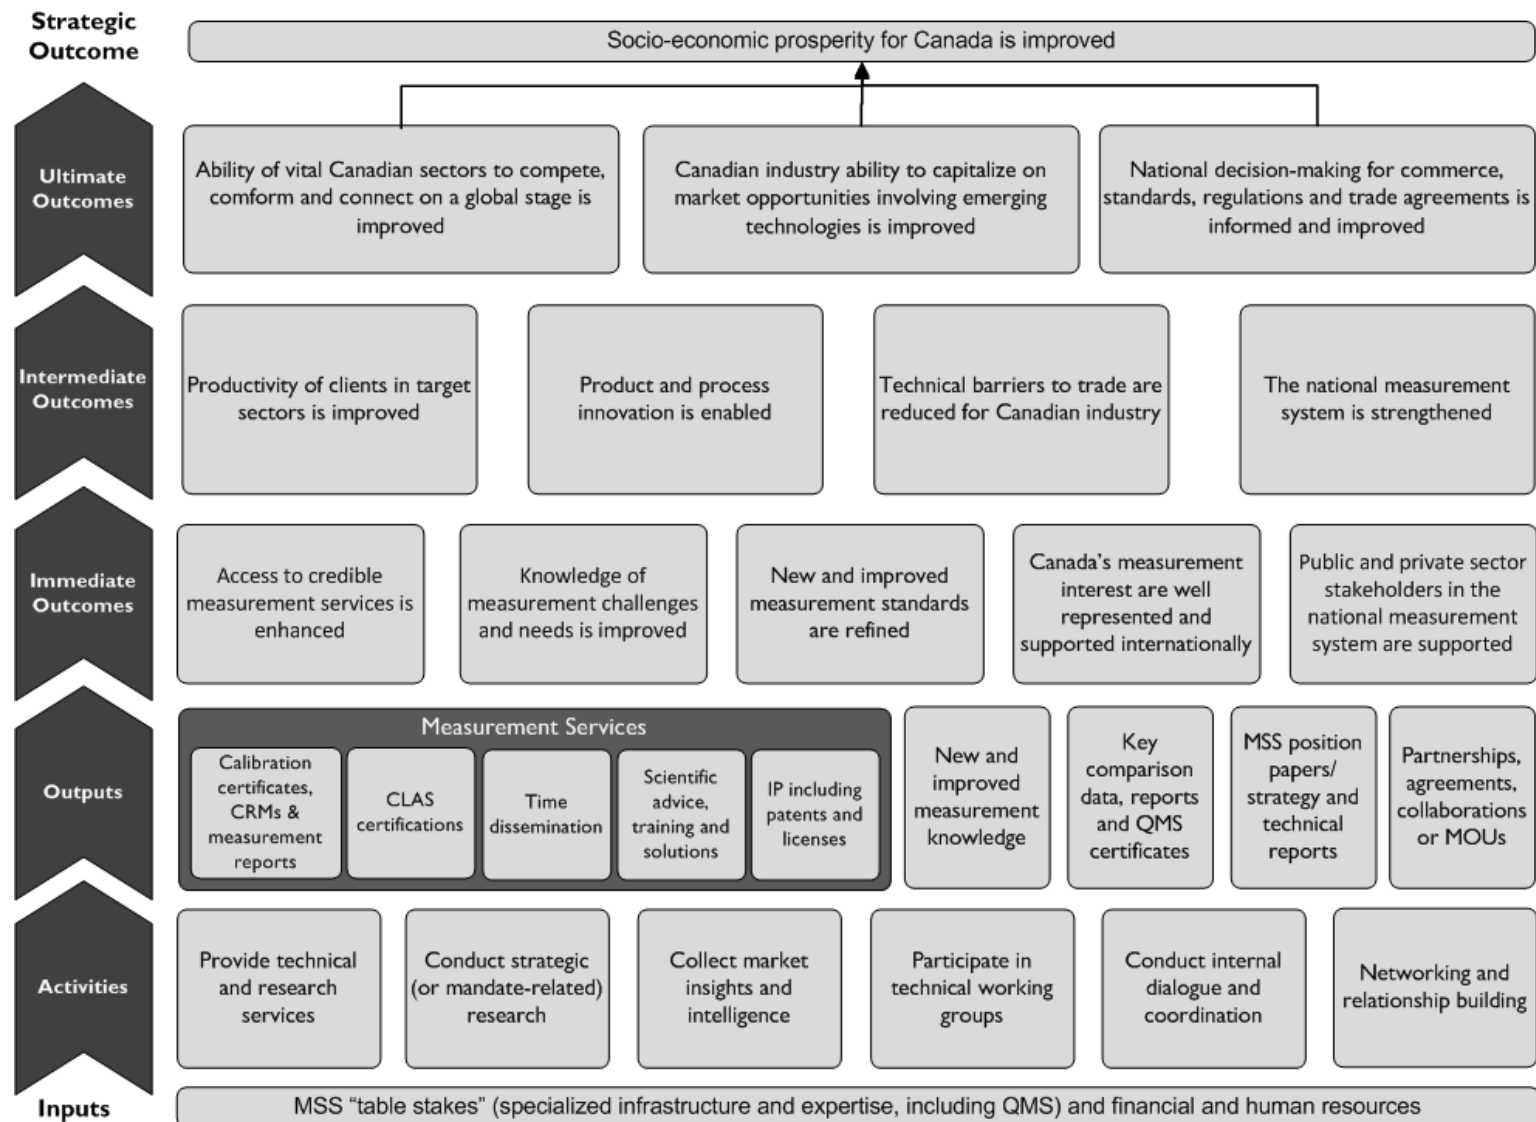 Strategic
Outcome
Socio-economic prosperity for Canada is improved
Ultimate
Outcomes
Ability of vital Canadian sectors to compete,
comform and connect on a global stage is
improved
Canadian industry ability to capitalize on
market opportunities involving emerging
technologies is improved
National decision-making for commerce,
standards, regulations and trade agreements is
informed and improved
Intermediate
Outcomes
Productivity of clients in target
sectors is improved
Product and process
innovation is enabled
Technical barriers to trade are
reduced for Canadian industry
The national measurement
system is strengthened
Immediate
Outcomes
Access to credible
measurement services is
enhanced
Knowledge of
measurement challenges
and needs is improved
New and improved
measurement standards
are refined
Canada's measurement
interest are well
represented and
supported internationally
Public and private sector
stakeholders in the
national measurement
system are supported
Outputs
Measurement Services
Calibration
certificates,
CRMs &
measurement
reports
CLAS
certifications
Time
dissemination
Scientific
advice,
training and
solutions
IP including
patents and
licenses
New and
improved
measurement
knowledge
Key
comparison
data, reports
and QMS
certificates
MSS position
papers/
strategy and
technical
reports
Partnerships,
agreements,
collaborations
or MOUs
Activities
Provide technical
and research
services
Conduct strategic
(or mandate-related)
research
Collect market
insights and
intelligence
Participate in
technical working
groups
Conduct internal
dialogue and
coordination
Networking and
relationship building
Inputs
MSS "table stakes" (specialized infrastructure and expertise, including QMS) and financial and human resources